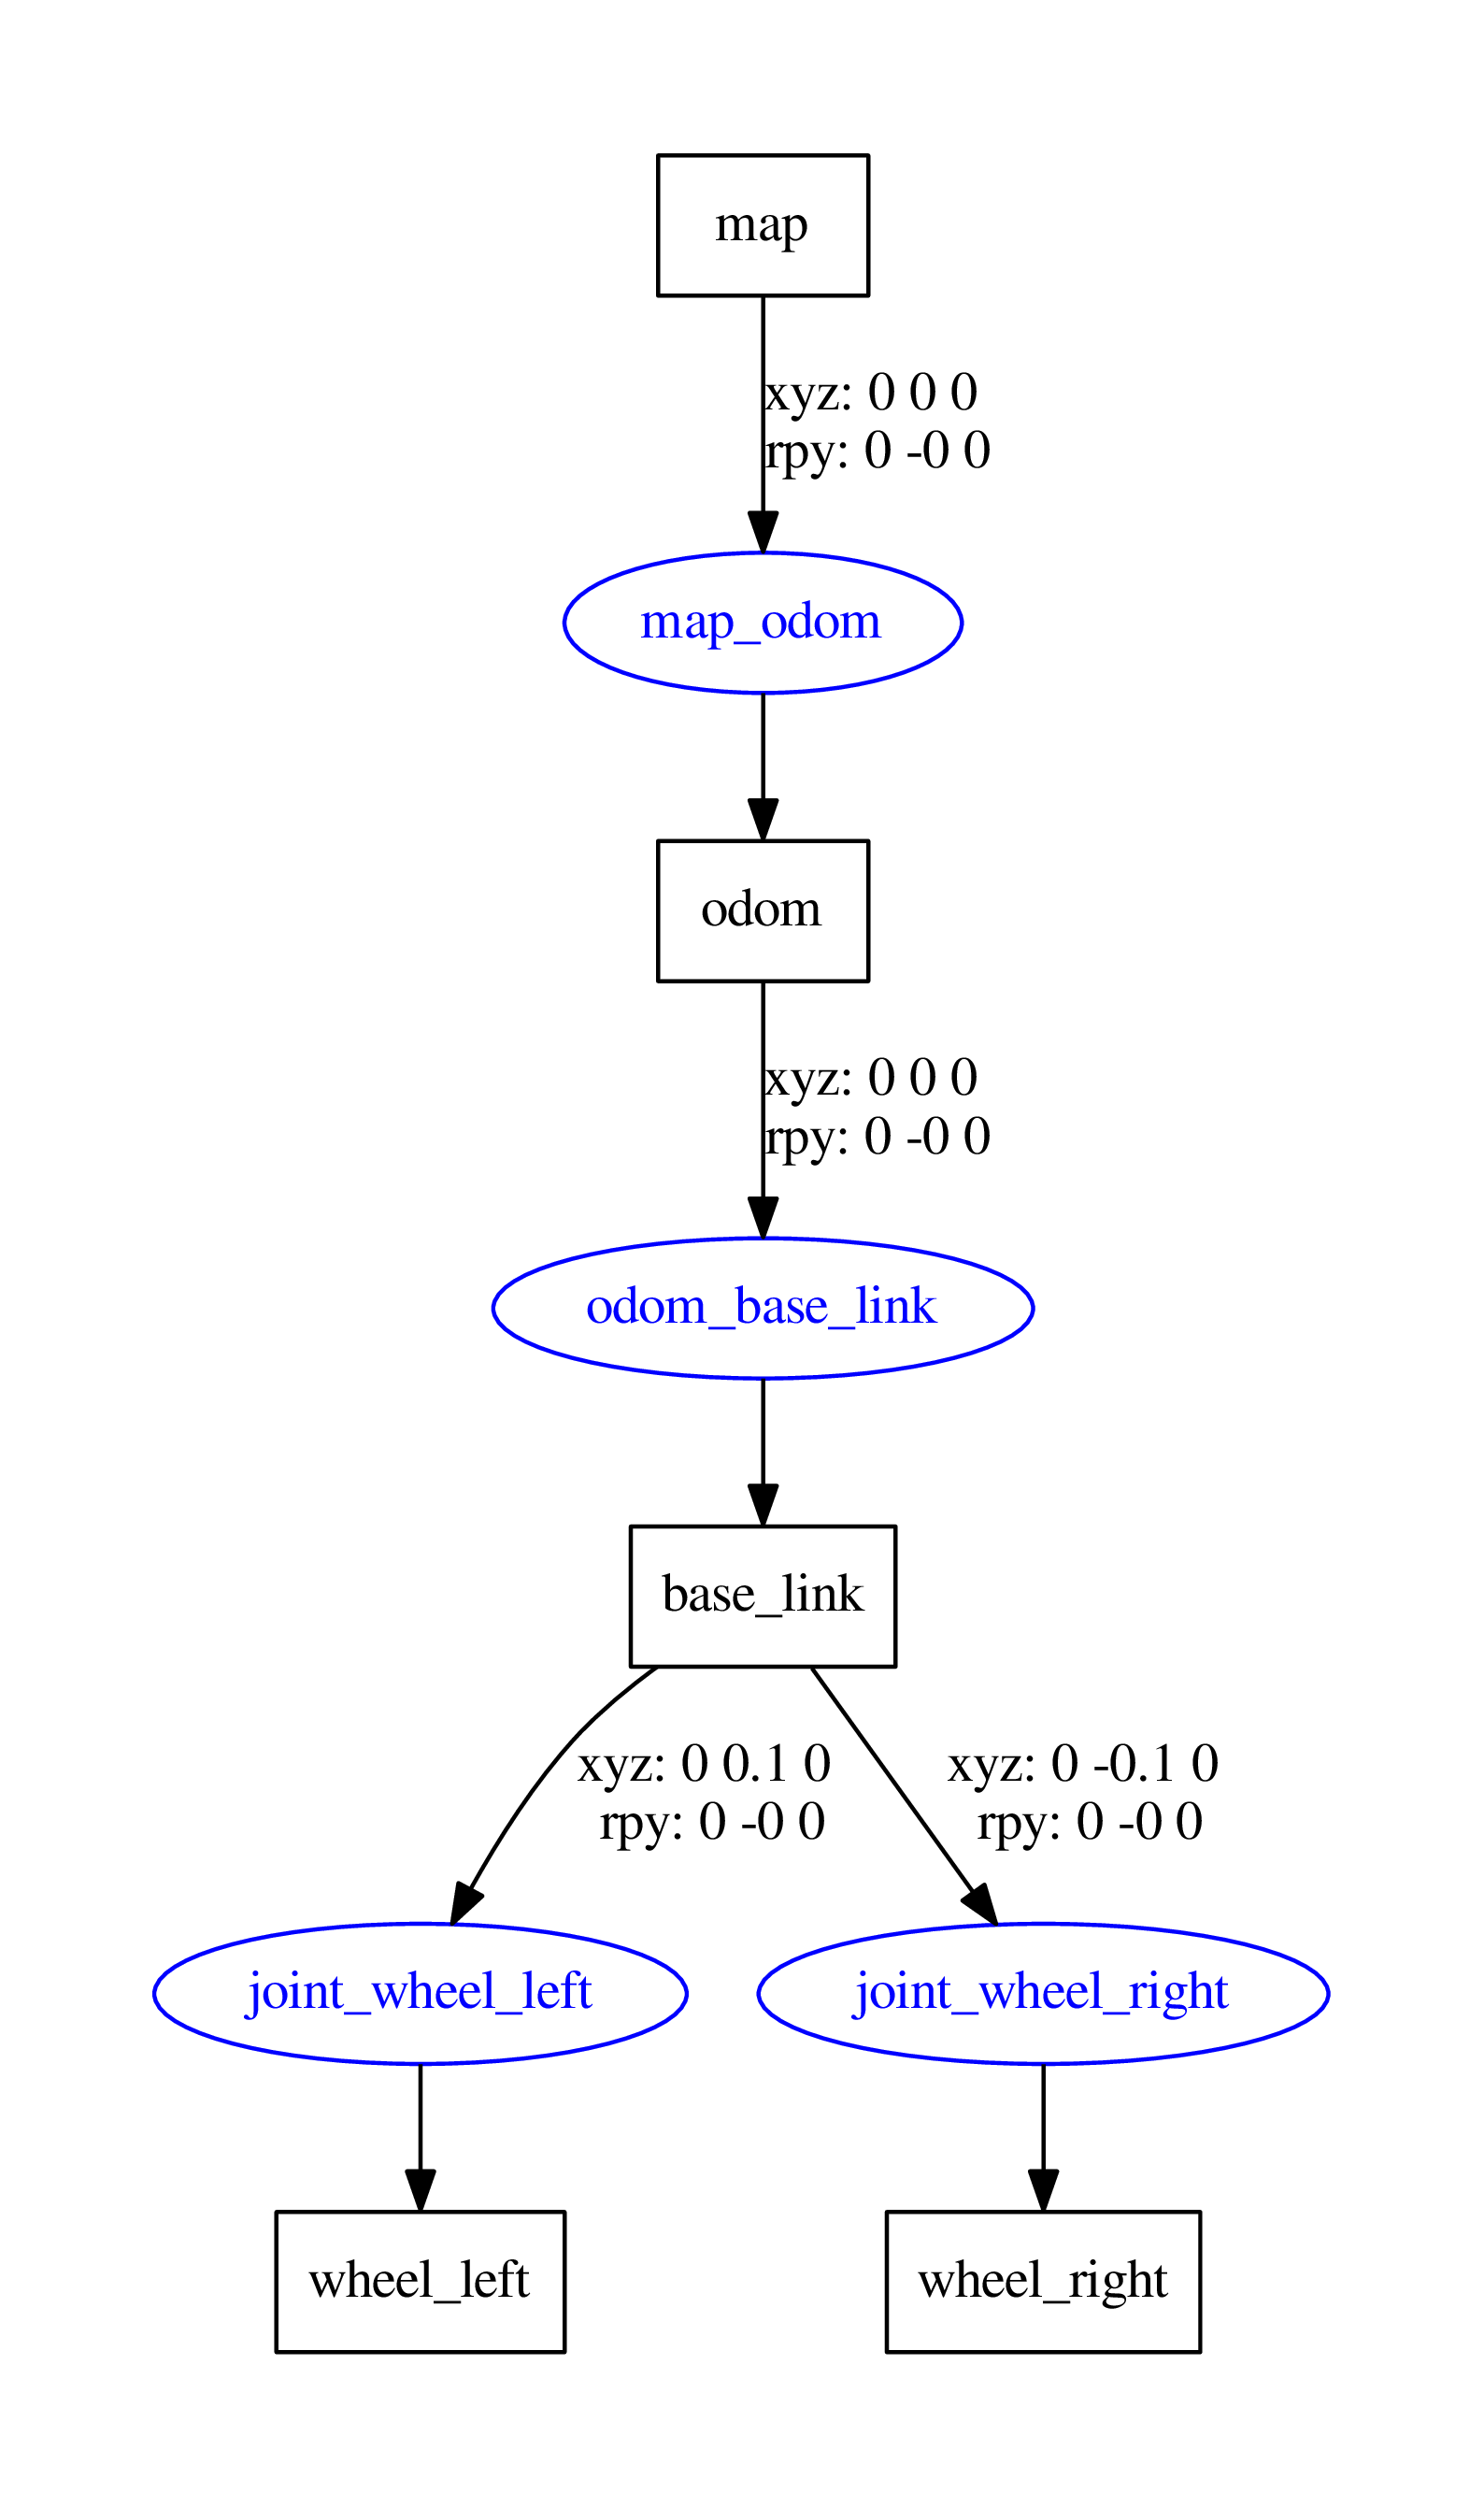 map
xyz: 0 0 0
rpy: 0 -0 0
map_odom
odom
xyz: 0 0 0
rpy: 0 -0 0
odom_base_link
base_link
xyz: 0 0.1 0
rpy: 0 -0 0
xyz: 0 -0.1 0
rpy: 0 -0 0
joint_wheel_left
joint_wheel_right
wheel_left
wheel_right